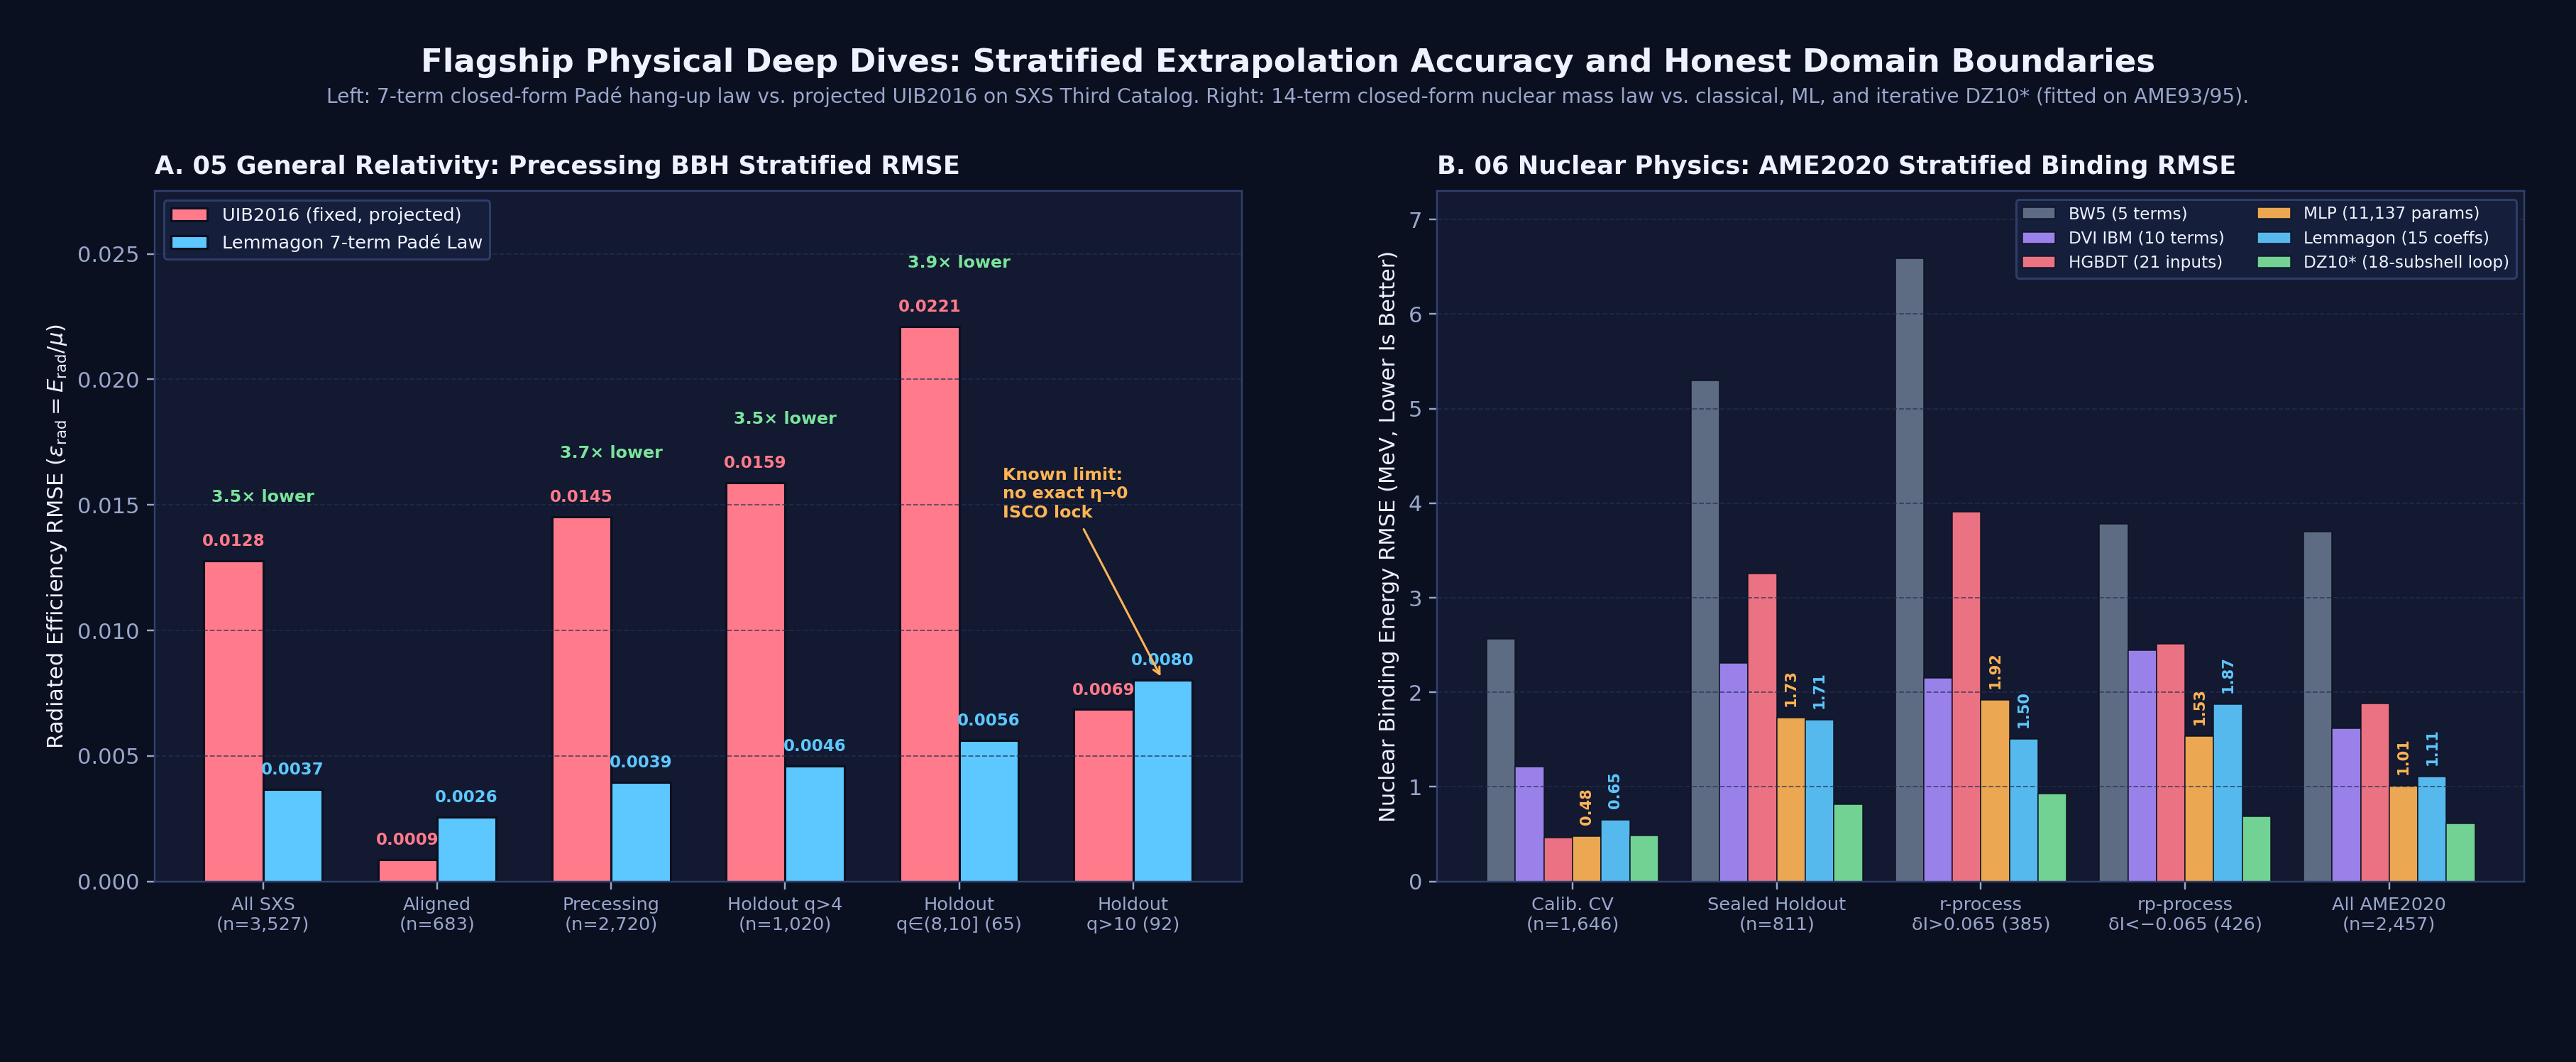 Flagship Physical Deep Dives: Stratified Extrapolation Accuracy and Honest Domain Boundaries
Left: 7-term closed-form Padé hang-up law vs. projected UIB2016 on SXS Third Catalog. Right: 14-term closed-form nuclear mass law vs. classical, ML, and iterative DZ10* (fitted on AME93/95).
A. 05 General Relativity: Precessing BBH Stratified RMSE
UIB2016 (fixed, projected)
Lemmagon 7-term Padé Law
Radiated Efficiency RMSE (ε_rad = E_rad/μ)
0.025
0.020
0.015
0.010
0.005
0.000
3.5× lower
0.0128
0.0037
0.0009
0.0026
3.7× lower
0.0145
0.0039
3.5× lower
0.0159
0.0046
3.9× lower
0.0221
0.0056
Known limit:
no exact η→0
ISCO lock
0.0069
0.0080
All SXS
(n=3,527)
Aligned
(n=683)
Precessing
(n=2,720)
Holdout q>4
(n=1,020)
Holdout
q∈(8,10] (65)
Holdout
q>10 (92)
B. 06 Nuclear Physics: AME2020 Stratified Binding RMSE
BW5 (5 terms)
DVI IBM (10 terms)
HGBDT (21 inputs)
MLP (11,137 params)
Lemmagon (15 coeffs)
DZ10* (18-subshell loop)
Nuclear Binding Energy RMSE (MeV, Lower Is Better)
7
6
5
4
3
2
1
0
0.48
0.65
1.73
1.71
1.92
1.50
1.53
1.87
1.01
1.11
Calib. CV
(n=1,646)
Sealed Holdout
(n=811)
r-process
δI>0.065 (385)
rp-process
δI<−0.065 (426)
All AME2020
(n=2,457)